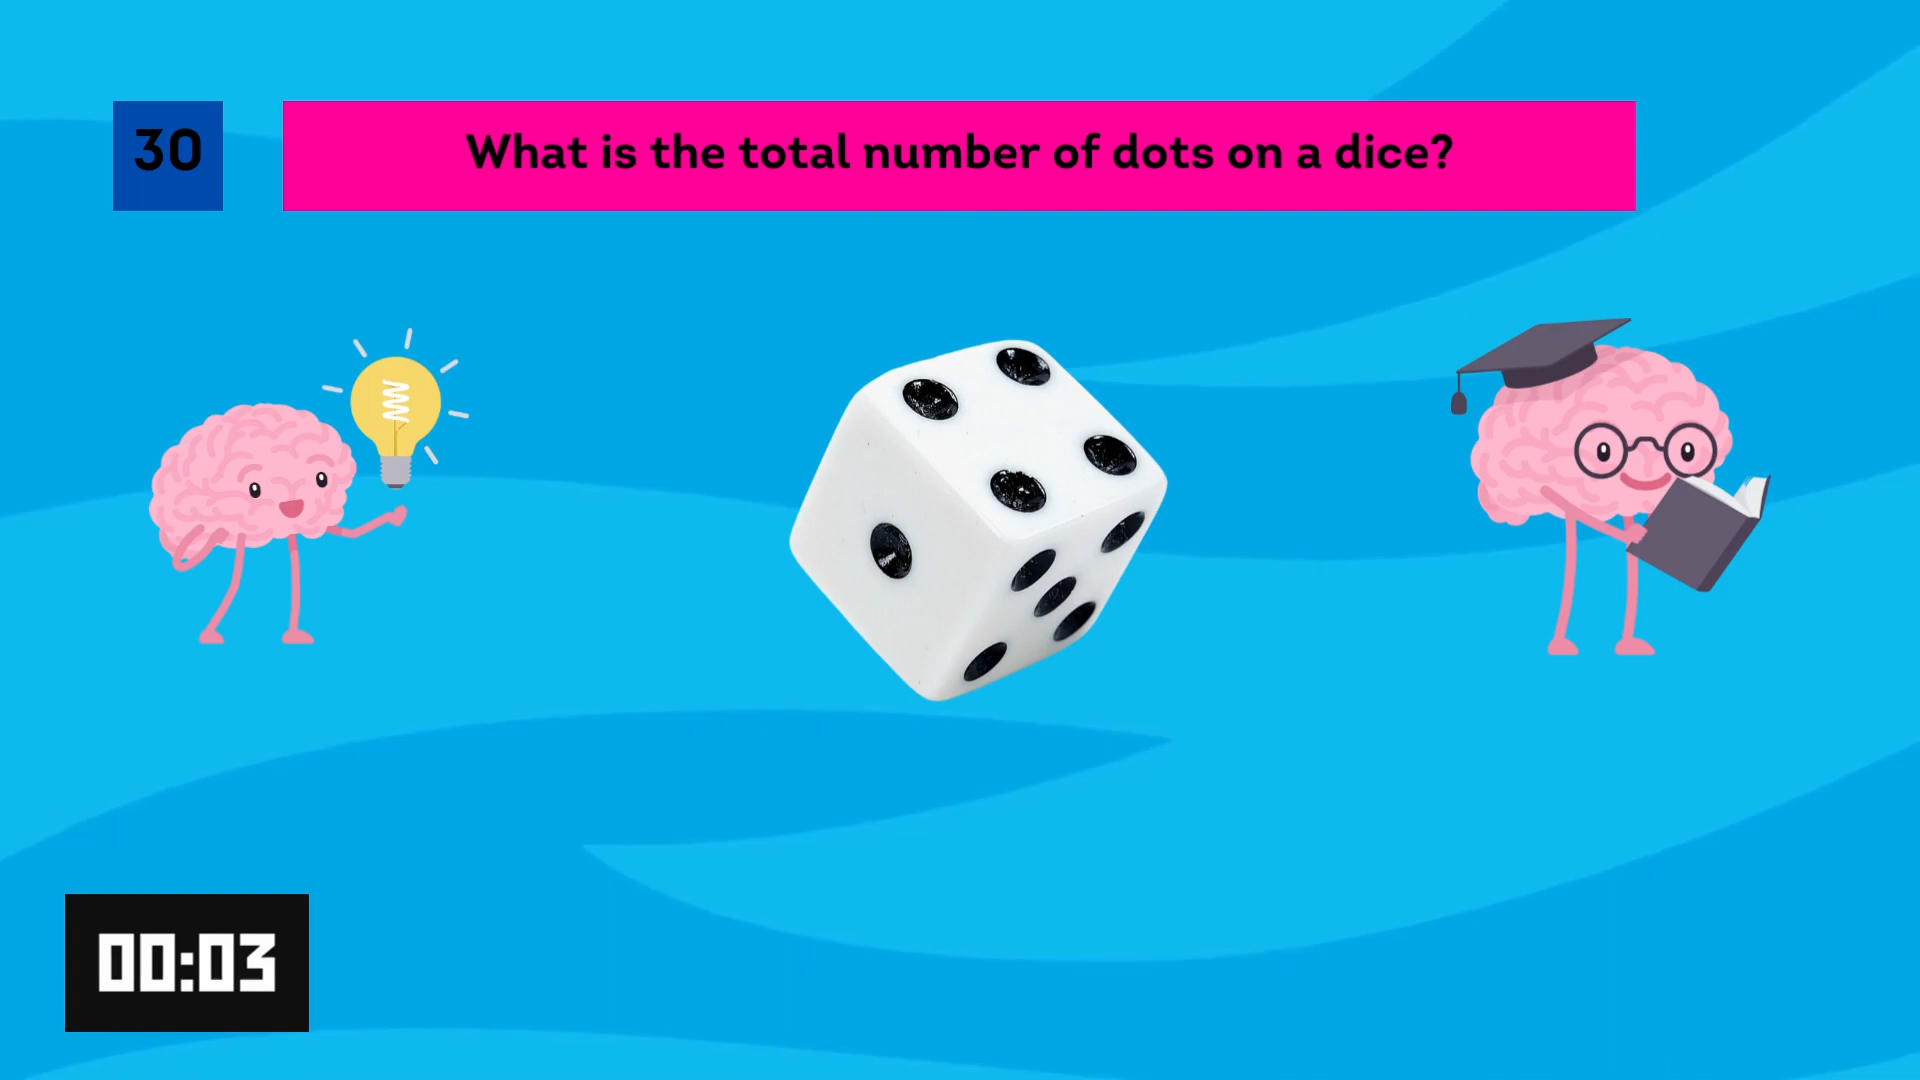 30
What is the total number of dots on a dice?
00:03